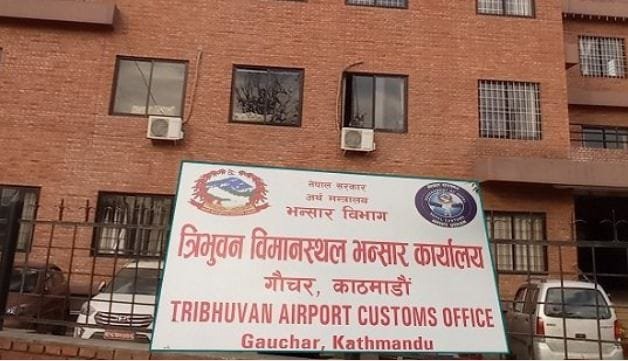 नेपाल सरकार
अर्थ मन्त्रालय
भन्सार विभाग
त्रिभुवन विमानस्थल भन्सार कार्यालय
गौचर, काठमाडौं
TRIBHUVAN AIRPORT CUSTOMS OFFICE
Gauchar, Kathmandu